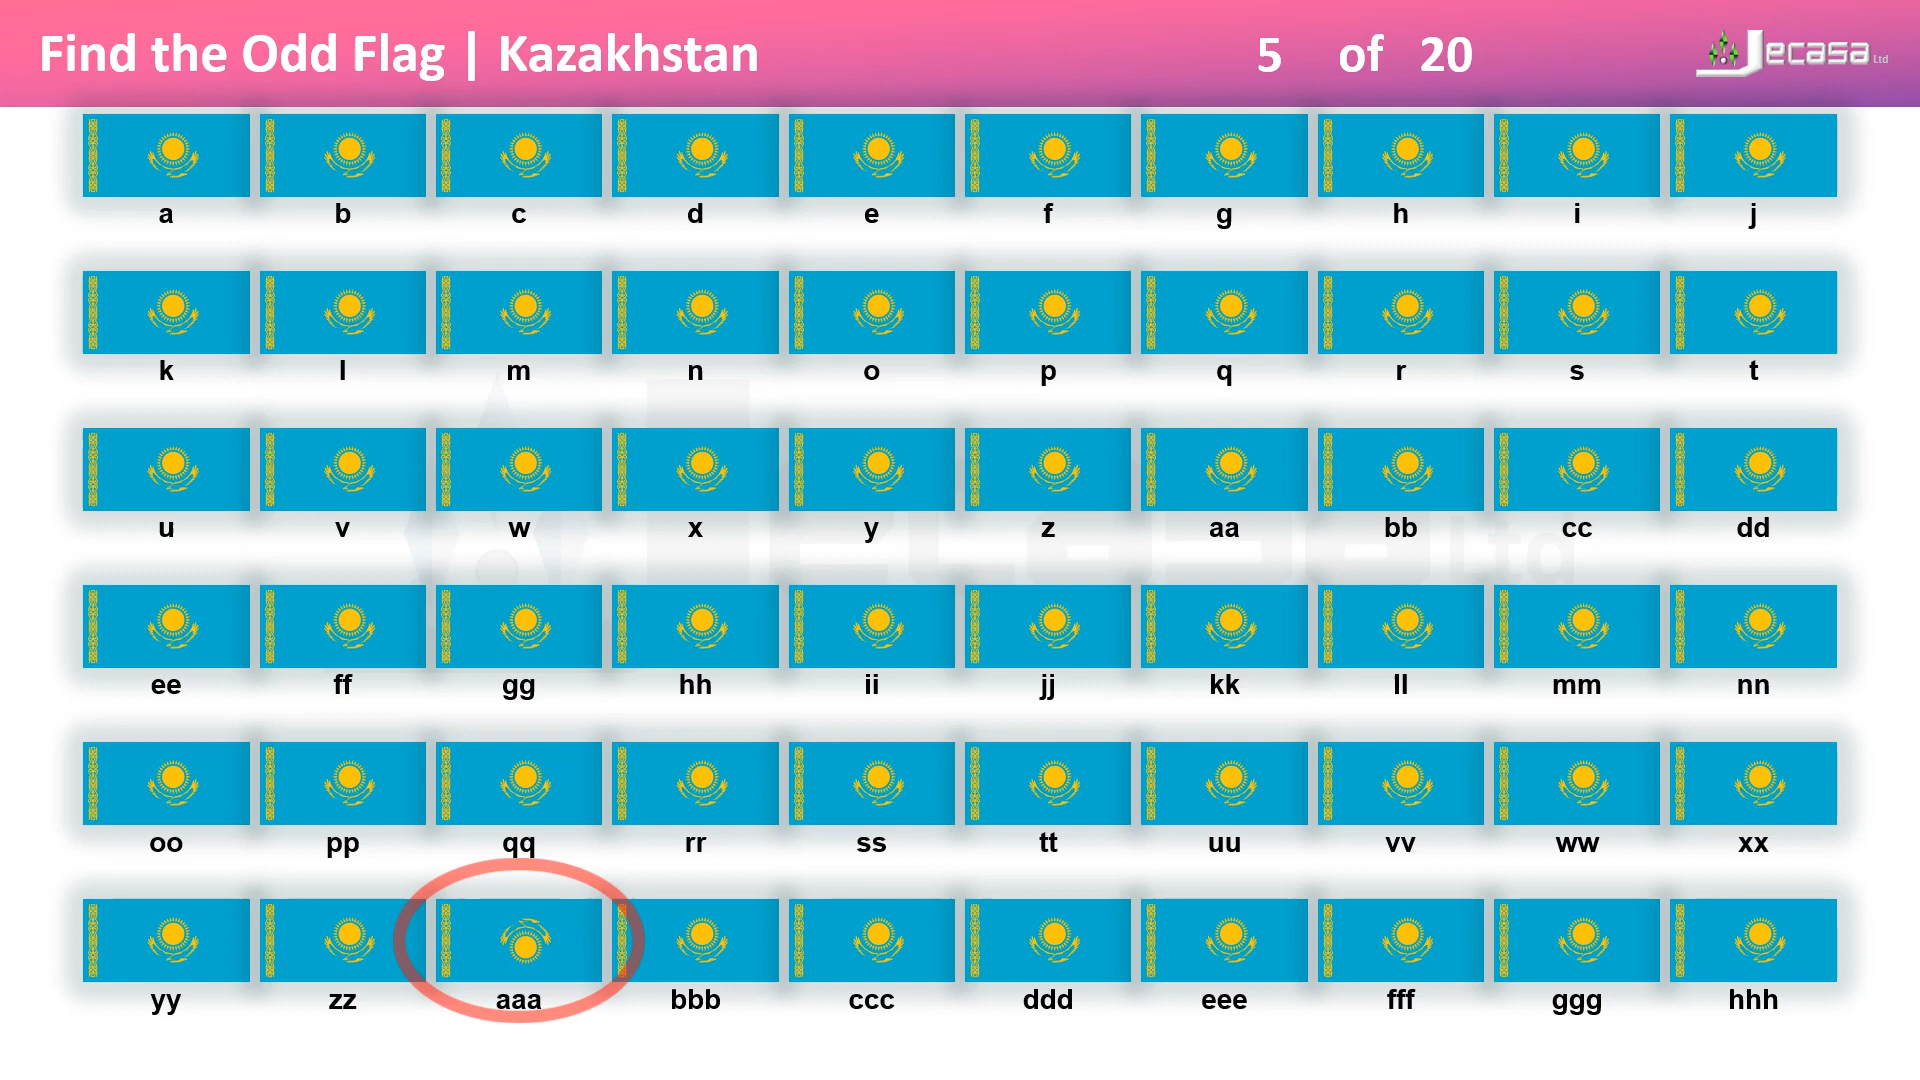 Find the Odd Flag | Kazakhstan 5 of 20 Jecasa Ltd
a b c d e f g h i j
k l m n o p q r s t
u v w x y z aa bb cc dd
Ltd
ee ff gg hh ii jj kk ll mm nn
oo pp qq rr ss tt uu vv ww xx
yy zz aaa bbb ccc ddd eee fff ggg hhh